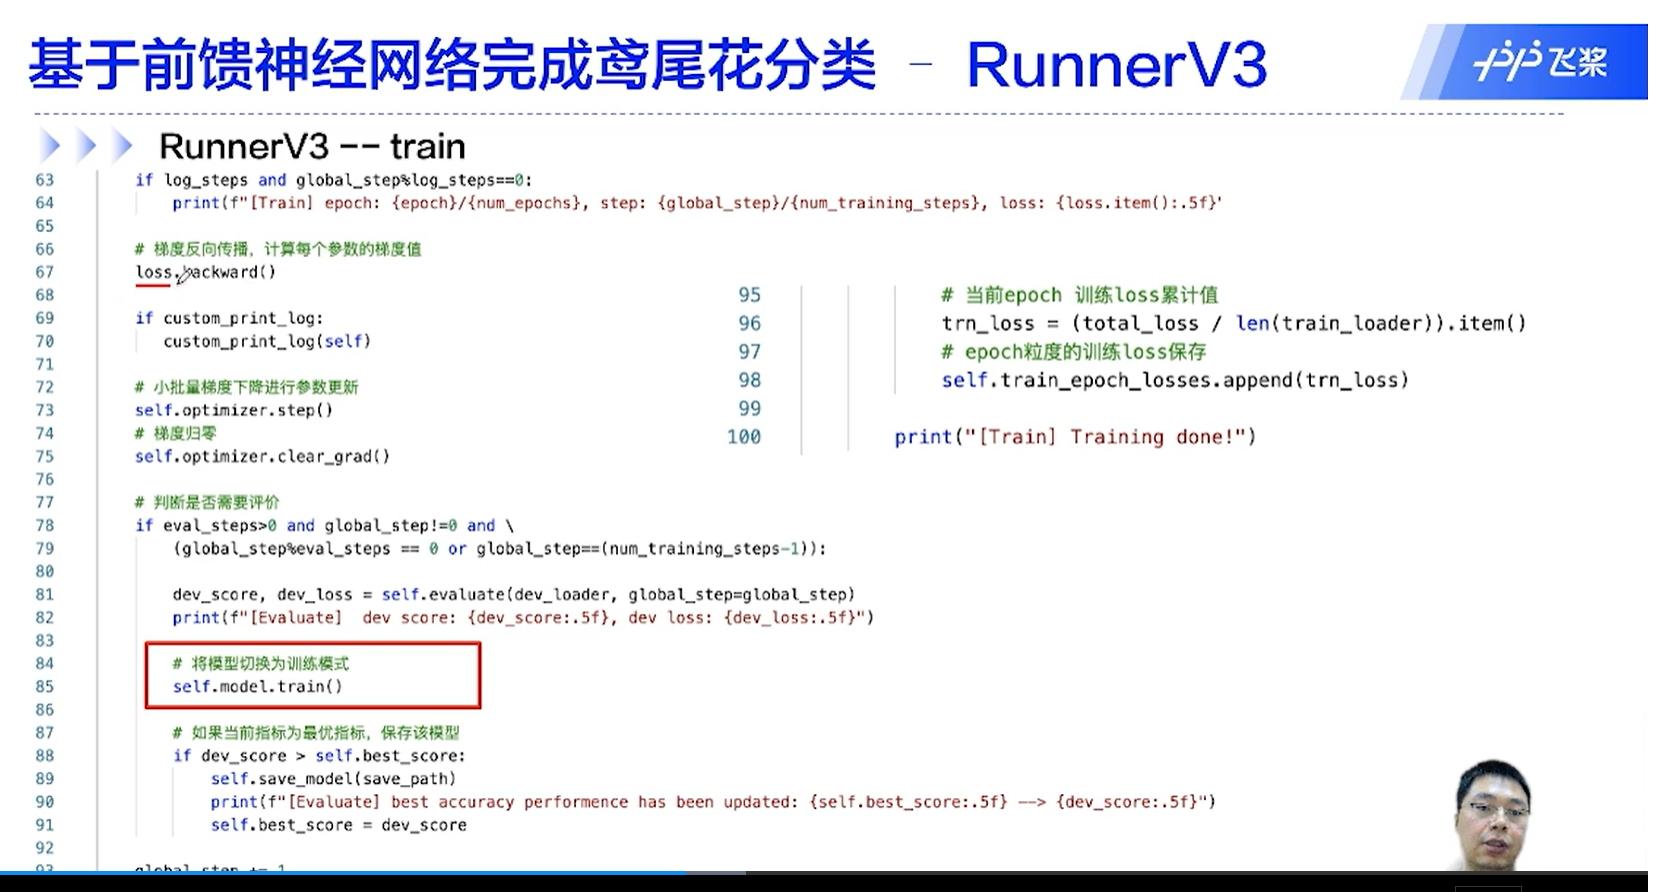 基于前馈神经网络完成鸢尾花分类 - RunnerV3
飞桨
RunnerV3 -- train
63 if log_steps and global_step%log_steps==0:
64 print(f"[Train] epoch: {epoch}/{num_epochs}, step: {global_step}/{num_training_steps}, loss: {loss.item():.5f}'
65
66 # 梯度反向传播，计算每个参数的梯度值
67 loss.backward()
68
69 if custom_print_log:
70 custom_print_log(self)
71
72 # 小批量梯度下降进行参数更新
73 self.optimizer.step()
74 # 梯度归零
75 self.optimizer.clear_grad()
76
77 # 判断是否需要评价
78 if eval_steps>0 and global_step!=0 and \
79 (global_step%eval_steps == 0 or global_step==(num_training_steps-1)):
80
81 dev_score, dev_loss = self.evaluate(dev_loader, global_step=global_step)
82 print(f"[Evaluate]  dev score: {dev_score:.5f}, dev loss: {dev_loss:.5f}")
83
84 # 将模型切换为训练模式
85 self.model.train()
86
87 # 如果当前指标为最优指标，保存该模型
88 if dev_score > self.best_score:
89 self.save_model(save_path)
90 print(f"[Evaluate] best accuracy performence has been updated: {self.best_score:.5f} --> {dev_score:.5f}")
91 self.best_score = dev_score
92
93 global_step += 1
95 # 当前epoch 训练loss累计值
96 trn_loss = (total_loss / len(train_loader)).item()
97 # epoch粒度的训练loss保存
98 self.train_epoch_losses.append(trn_loss)
99
100 print("[Train] Training done!")